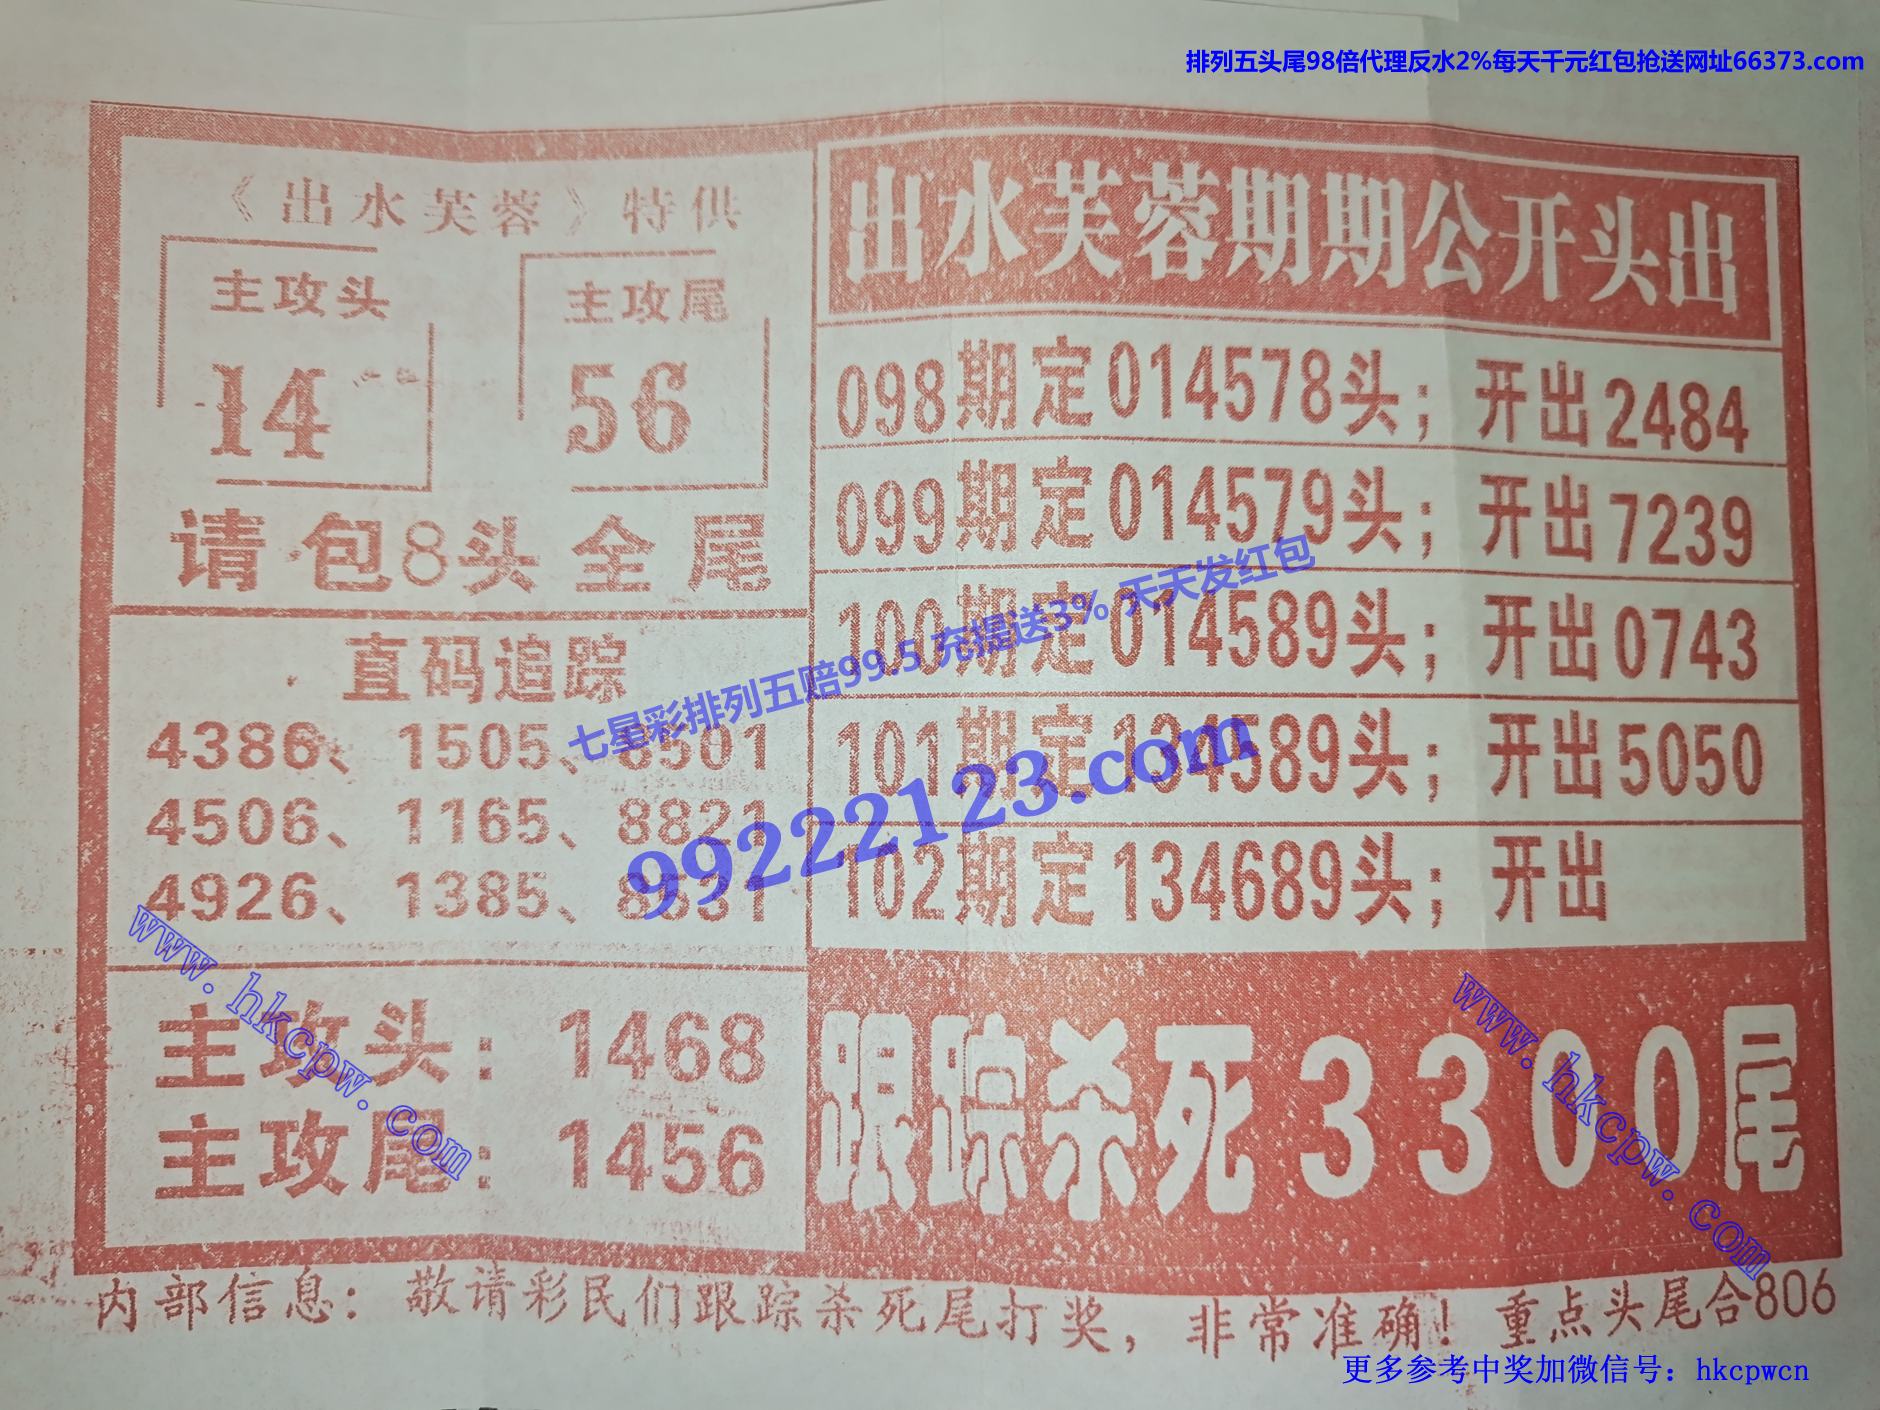 排列五头尾98倍代理反水2%每天千元红包抢送网址66373.com
《出水芙蓉》特供
主攻头
14
主攻尾
56
请包8头全尾
直码追踪
4386、1505、8501
4506、1165、8821
4926、1385、8631
主攻头：1468
主攻尾：1456
出水芙蓉期期公开头出
098期定014578头；开出2484
099期定014579头；开出7239
100期定014589头；开出0743
101期定134589头；开出5050
102期定134689头；开出
跟踪杀死3300尾
七星彩排列五赔99.5 充提送3% 天天发红包
99222123.com
www.hkcpw.com
www.hkcpw.com
内部信息：敬请彩民们跟踪杀死尾打奖，非常准确！重点头尾合806
更多参考中奖加微信号：hkcpwcn